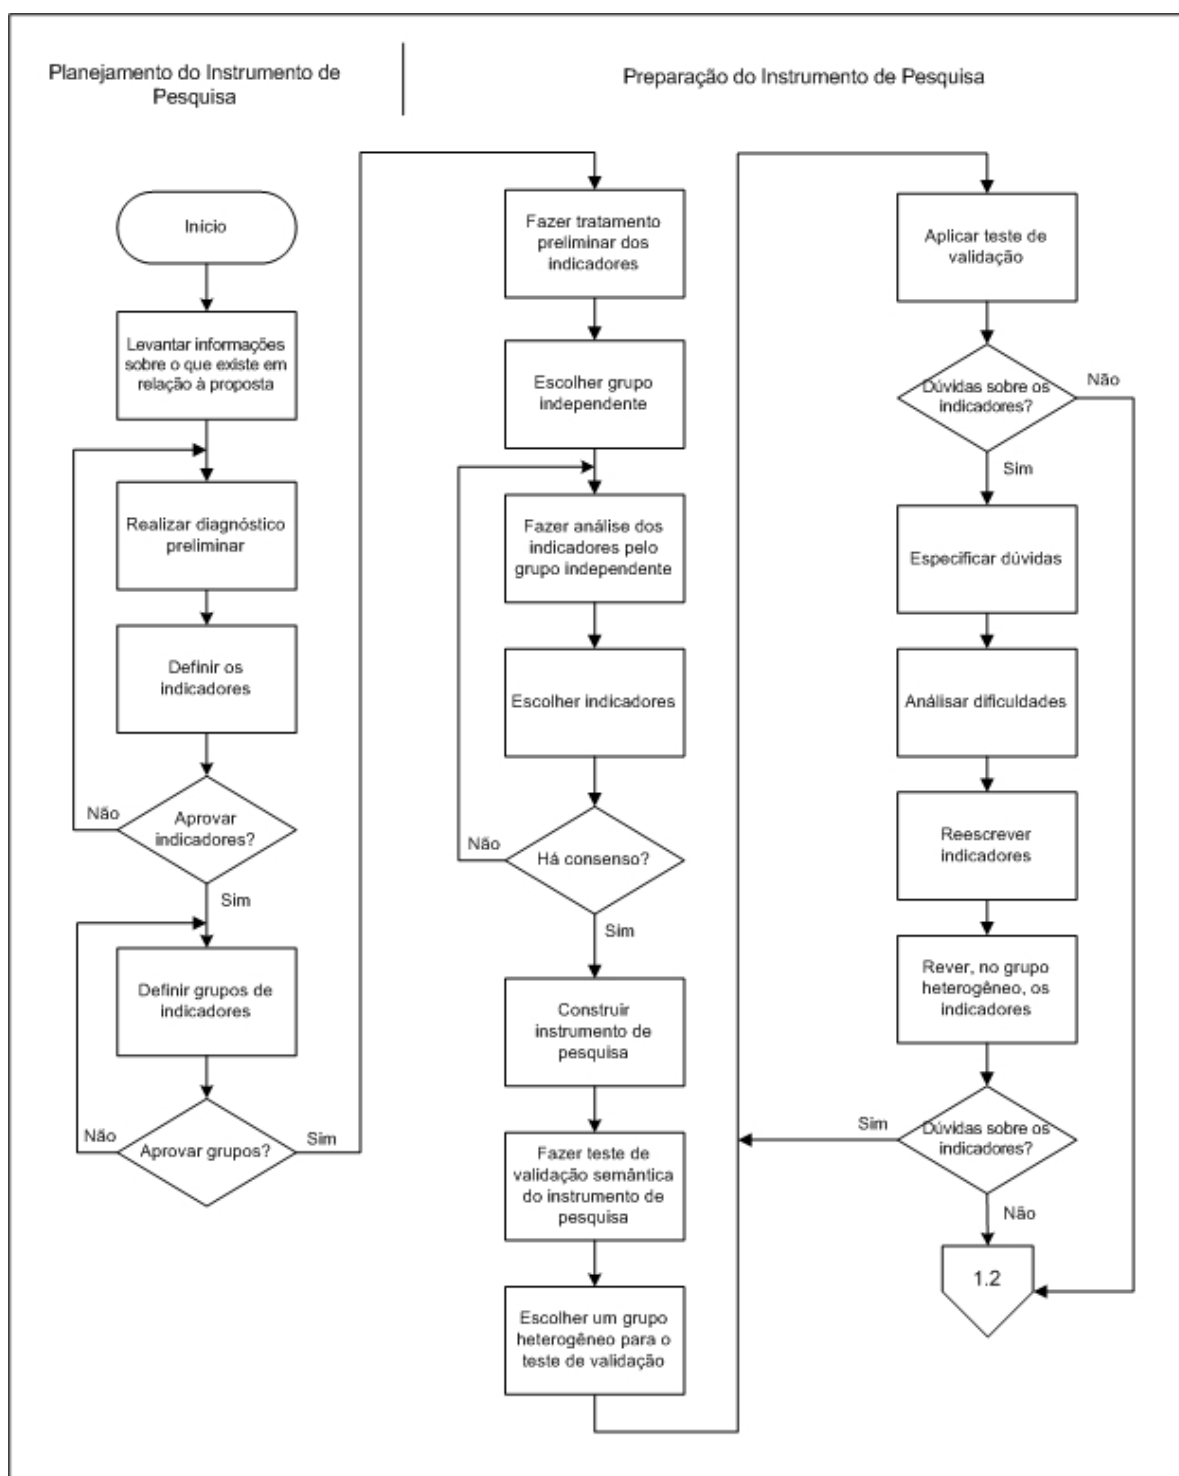 Planejamento do Instrumento de
Pesquisa
Preparação do Instrumento de Pesquisa
Início
Levantar informações
sobre o que existe em
relação à proposta
Realizar diagnóstico
preliminar
Definir os
indicadores
Não
Aprovar
indicadores?
Sim
Definir grupos de
indicadores
Não
Aprovar grupos?
Sim
Fazer tratamento
preliminar dos
indicadores
Escolher grupo
independente
Fazer análise dos
indicadores pelo
grupo independente
Escolher indicadores
Não
Há consenso?
Sim
Construir
instrumento de
pesquisa
Fazer teste de
validação semântica
do instrumento de
pesquisa
Escolher um grupo
heterogêneo para o
teste de validação
Aplicar teste de
validação
Dúvidas sobre os
indicadores?
Não
Sim
Especificar dúvidas
Análisar dificuldades
Reescrever
indicadores
Rever, no grupo
heterogêneo, os
indicadores
Sim
Dúvidas sobre os
indicadores?
Não
1.2